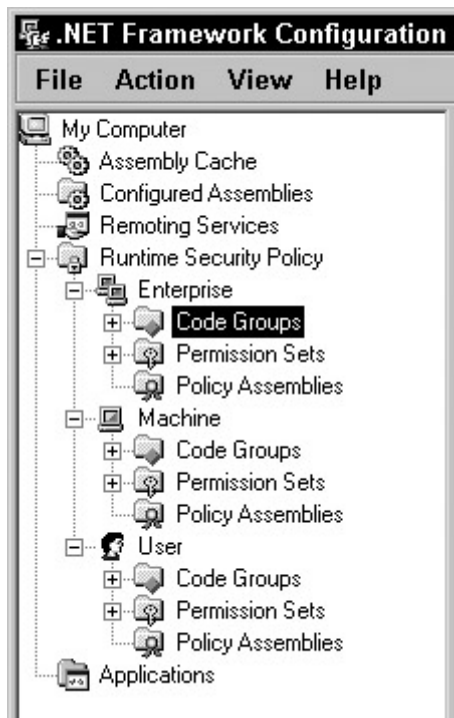 .NET Framework Configuration
File Action View Help
My Computer
Assembly Cache
Configured Assemblies
Remoting Services
Runtime Security Policy
Enterprise
Code Groups
Permission Sets
Policy Assemblies
Machine
Code Groups
Permission Sets
Policy Assemblies
User
Code Groups
Permission Sets
Policy Assemblies
Applications